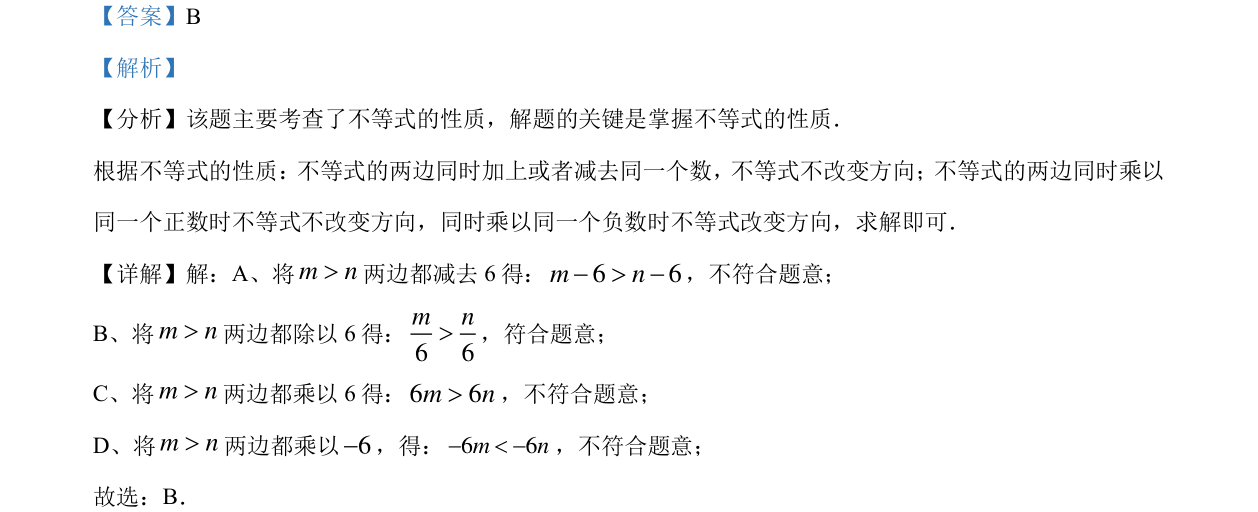 【答案】B
【解析】
【分析】该题主要考查了不等式的性质，解题的关键是掌握不等式的性质．
根据不等式的性质：不等式的两边同时加上或者减去同一个数，不等式不改变方向；不等式的两边同时乘以
同一个正数时不等式不改变方向，同时乘以同一个负数时不等式改变方向，求解即可．
【详解】解：A、将 m > n 两边都减去 6 得： m − 6 > n − 6 ，不符合题意；
B、将 m > n 两边都除以 6 得： m/6 > n/6 ，符合题意；
C、将 m > n 两边都乘以 6 得： 6m > 6n ，不符合题意；
D、将 m > n 两边都乘以 −6 ，得： −6m < −6n ，不符合题意；
故选：B．